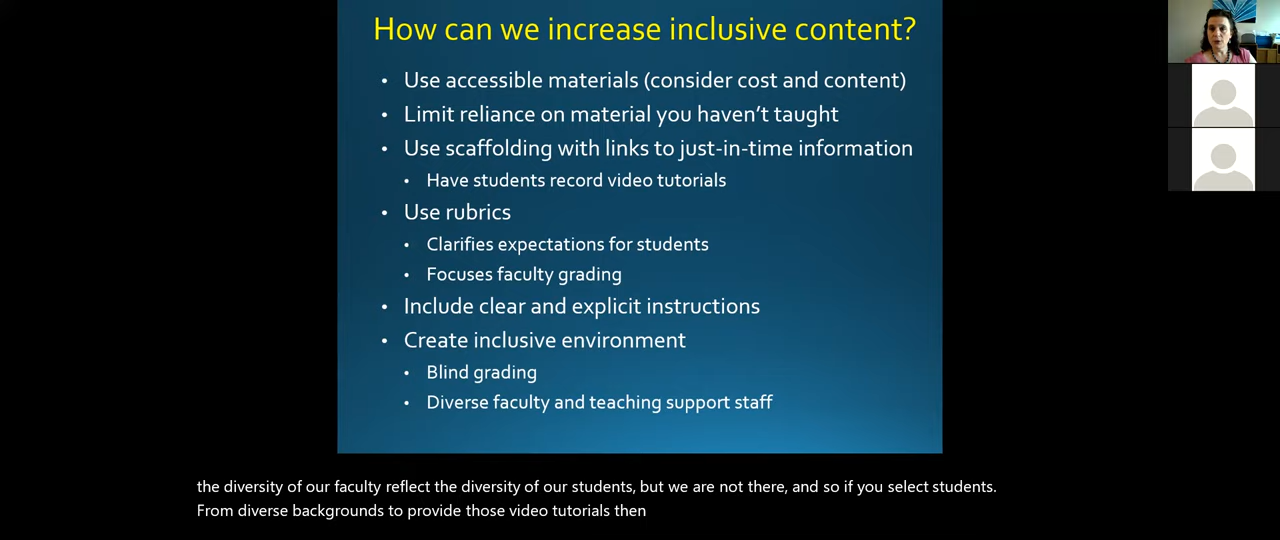 How can we increase inclusive content?
• Use accessible materials (consider cost and content)
• Limit reliance on material you haven’t taught
• Use scaffolding with links to just-in-time information
• Have students record video tutorials
• Use rubrics
• Clarifies expectations for students
• Focuses faculty grading
• Include clear and explicit instructions
• Create inclusive environment
• Blind grading
• Diverse faculty and teaching support staff
the diversity of our faculty reflect the diversity of our students, but we are not there, and so if you select students.
From diverse backgrounds to provide those video tutorials then